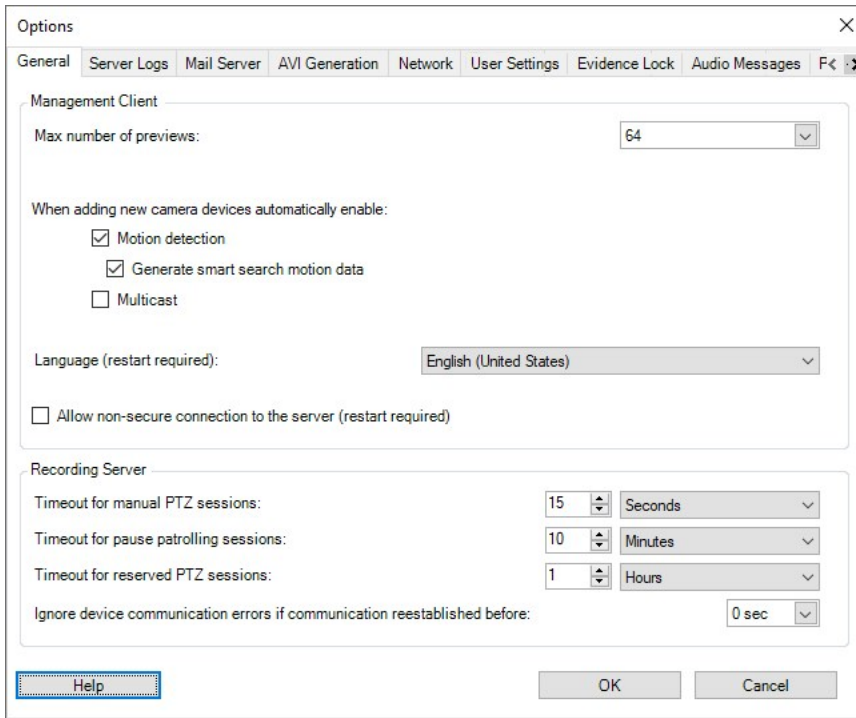 Options
General Server Logs Mail Server AVI Generation Network User Settings Evidence Lock Audio Messages
Management Client
Max number of previews: 64
When adding new camera devices automatically enable:
Motion detection
Generate smart search motion data
Multicast
Language (restart required): English (United States)
Allow non-secure connection to the server (restart required)
Recording Server
Timeout for manual PTZ sessions: 15 Seconds
Timeout for pause patrolling sessions: 10 Minutes
Timeout for reserved PTZ sessions: 1 Hours
Ignore device communication errors if communication reestablished before: 0 sec
Help OK Cancel